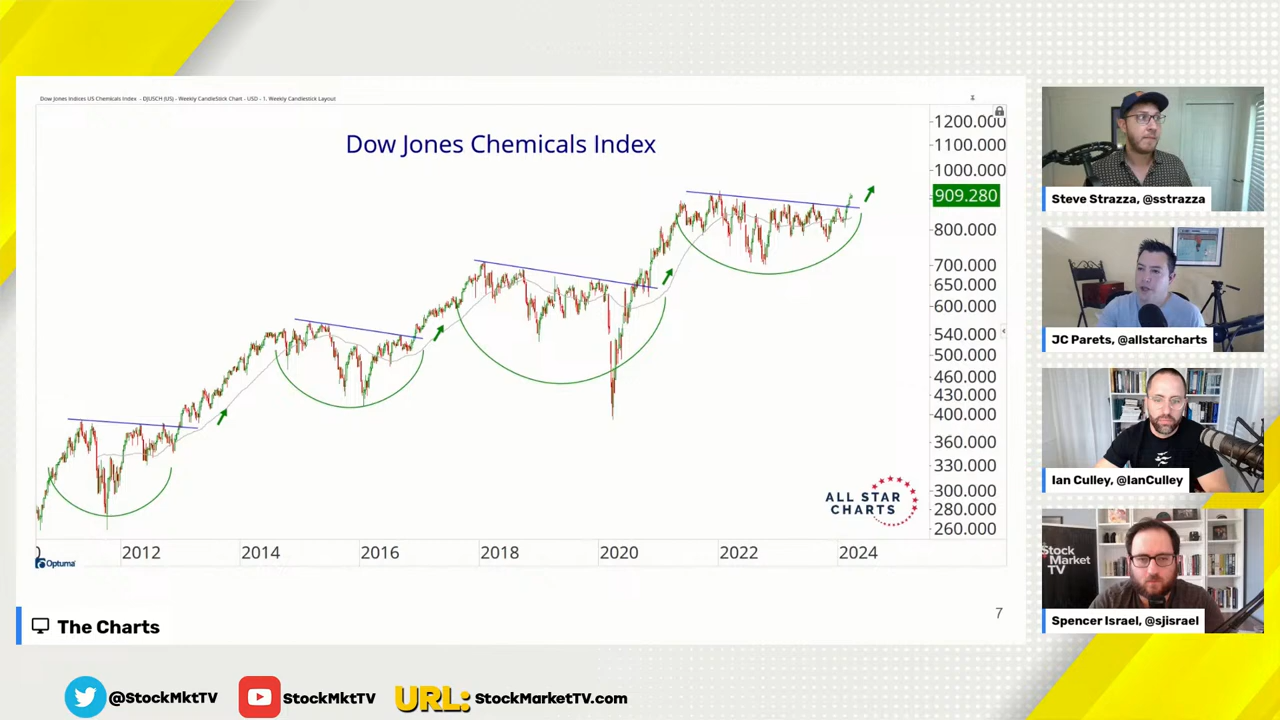 Dow Jones Indices US Chemicals Index - DJUSCH (US) - Weekly CandleStick Chart - USD - 1. Weekly Candlestick Layout
Dow Jones Chemicals Index
1200.000
1100.000
1000.000
909.280
800.000
700.000
650.000
600.000
540.000
500.000
460.000
430.000
400.000
360.000
330.000
300.000
280.000
260.000
ALL STAR
CHARTS
2012
2014
2016
2018
2020
2022
2024
Optuma
7
The Charts
Steve Strazza, @sstrazza
JC Parets, @allstarcharts
Ian Culley, @IanCulley
Stock
Market
TV
Spencer Israel, @sjisrael
@StockMktTV
StockMktTV
URL:
StockMarketTV.com